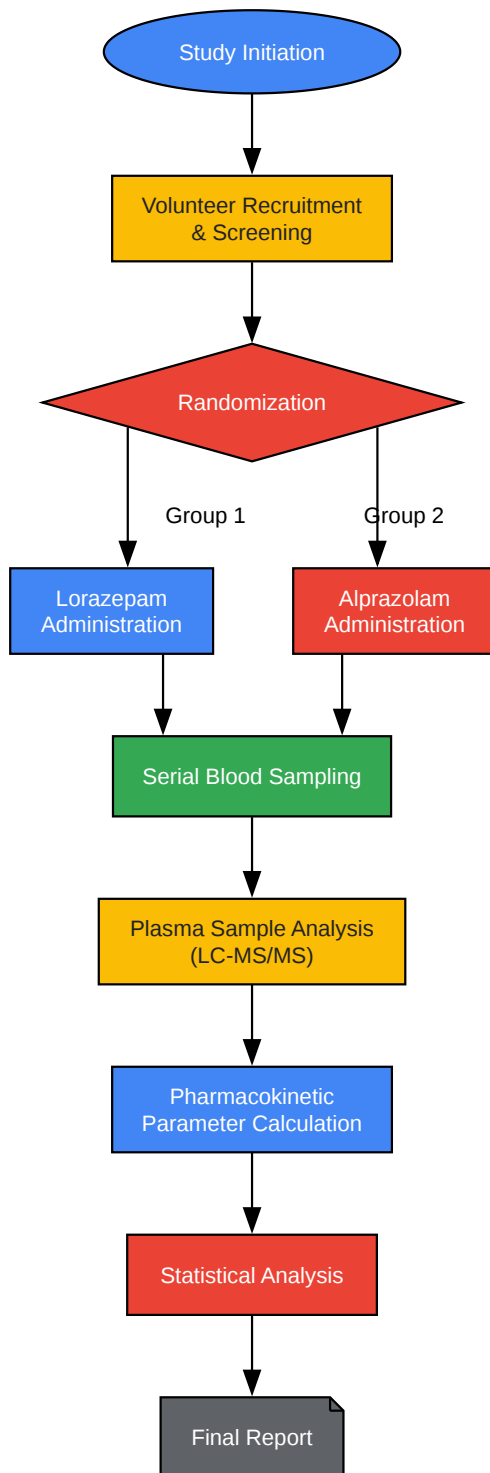 Study Initiation
Volunteer Recruitment
& Screening
Randomization
Group 1
Group 2
Lorazepam
Administration
Alprazolam
Administration
Serial Blood Sampling
Plasma Sample Analysis
(LC-MS/MS)
Pharmacokinetic
Parameter Calculation
Statistical Analysis
Final Report